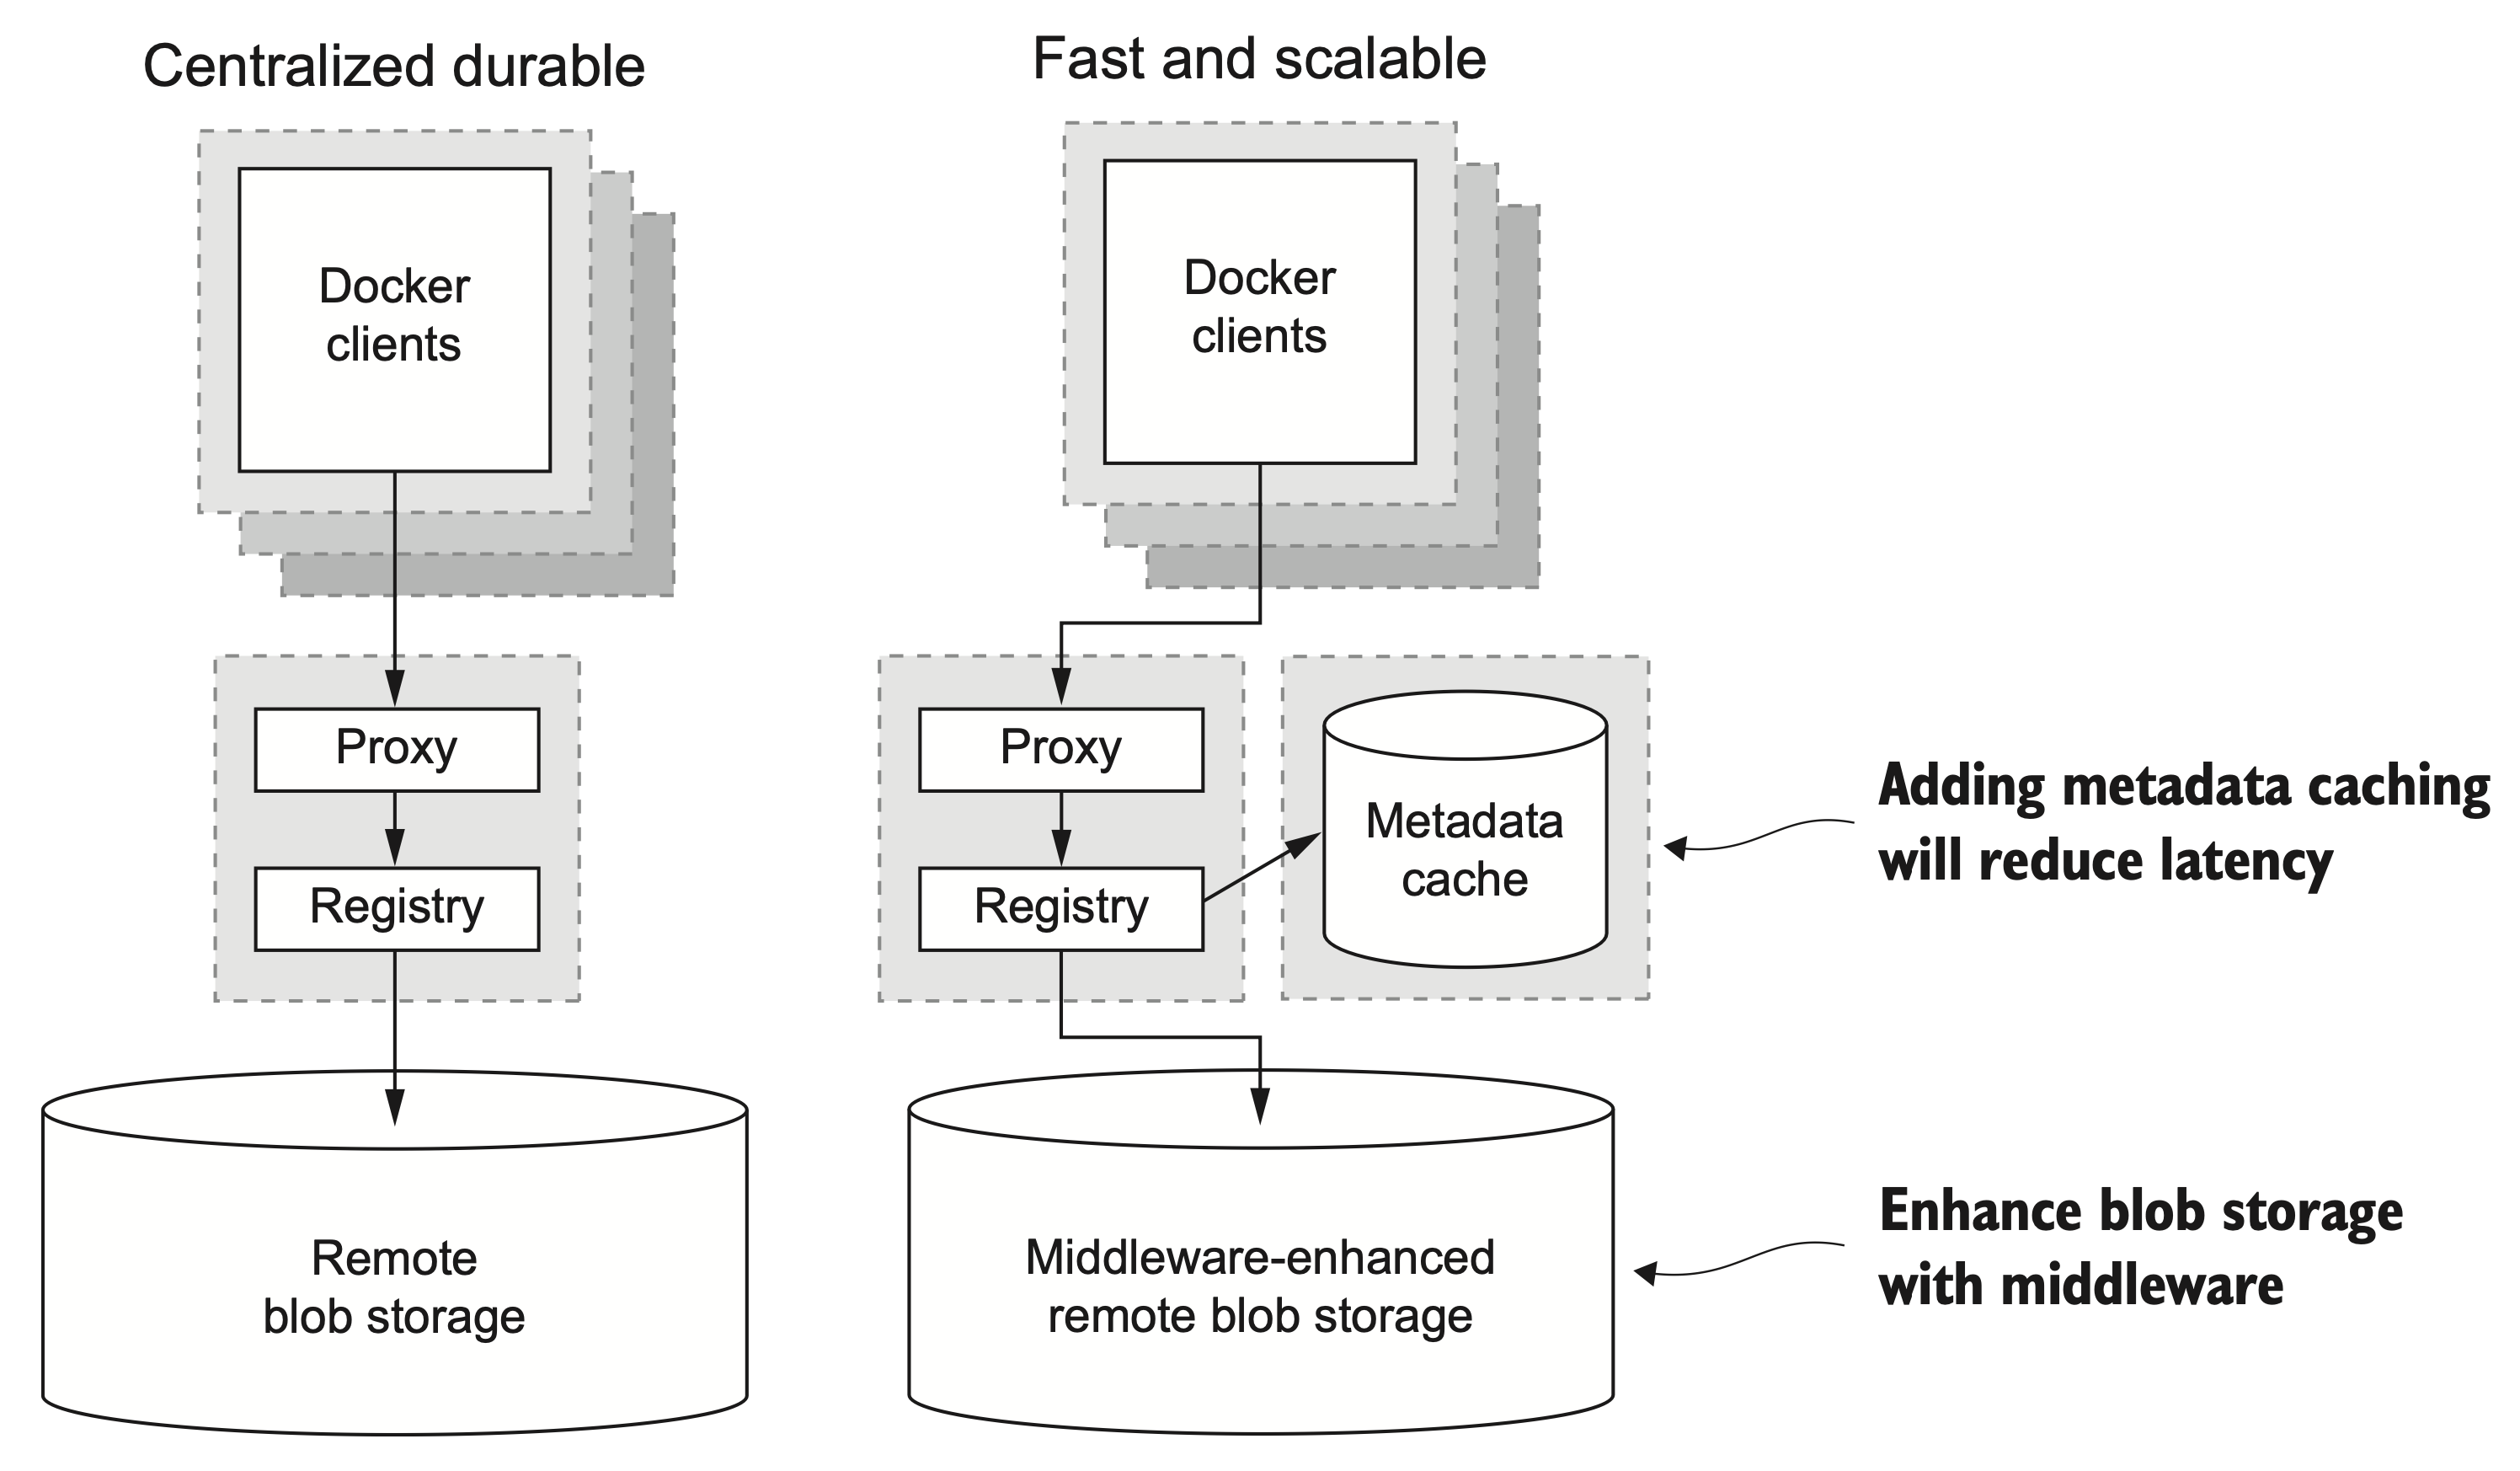 Centralized durable
Docker
clients
Proxy
Registry
Remote
blob storage
Fast and scalable
Docker
clients
Proxy
Registry
Metadata
cache
Middleware-enhanced
remote blob storage
Adding metadata caching
will reduce latency
Enhance blob storage
with middleware